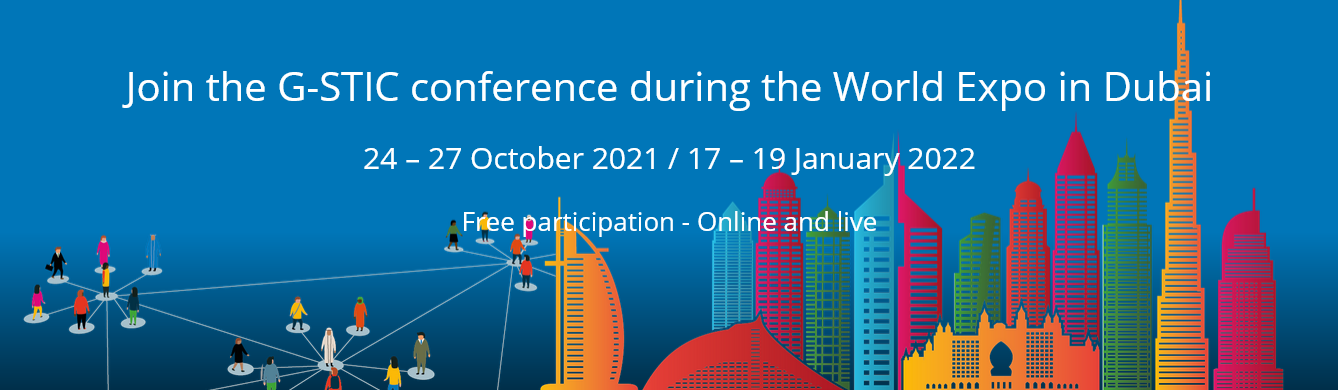 Join the G-STIC conference during the World Expo in Dubai
24 – 27 October 2021 / 17 – 19 January 2022
Free participation - Online and live